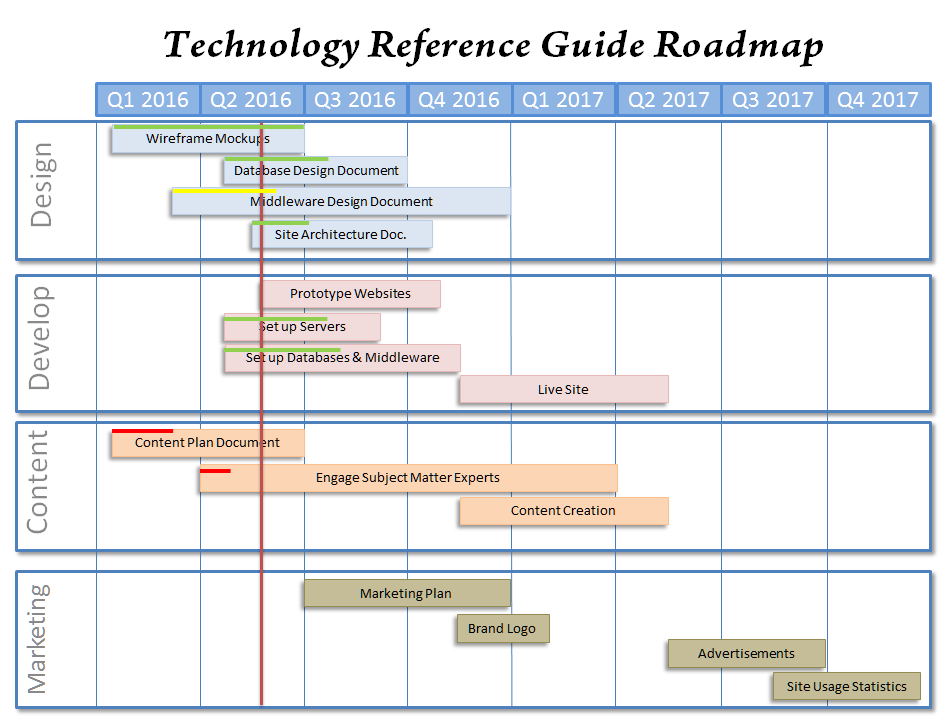 Technology Reference Guide Roadmap
Q1 2016 Q2 2016 Q3 2016 Q4 2016 Q1 2017 Q2 2017 Q3 2017 Q4 2017
Design
Wireframe Mockups
Database Design Document
Middleware Design Document
Site Architecture Doc.
Develop
Prototype Websites
Set up Servers
Set up Databases & Middleware
Live Site
Content
Content Plan Document
Engage Subject Matter Experts
Content Creation
Marketing
Marketing Plan
Brand Logo
Advertisements
Site Usage Statistics